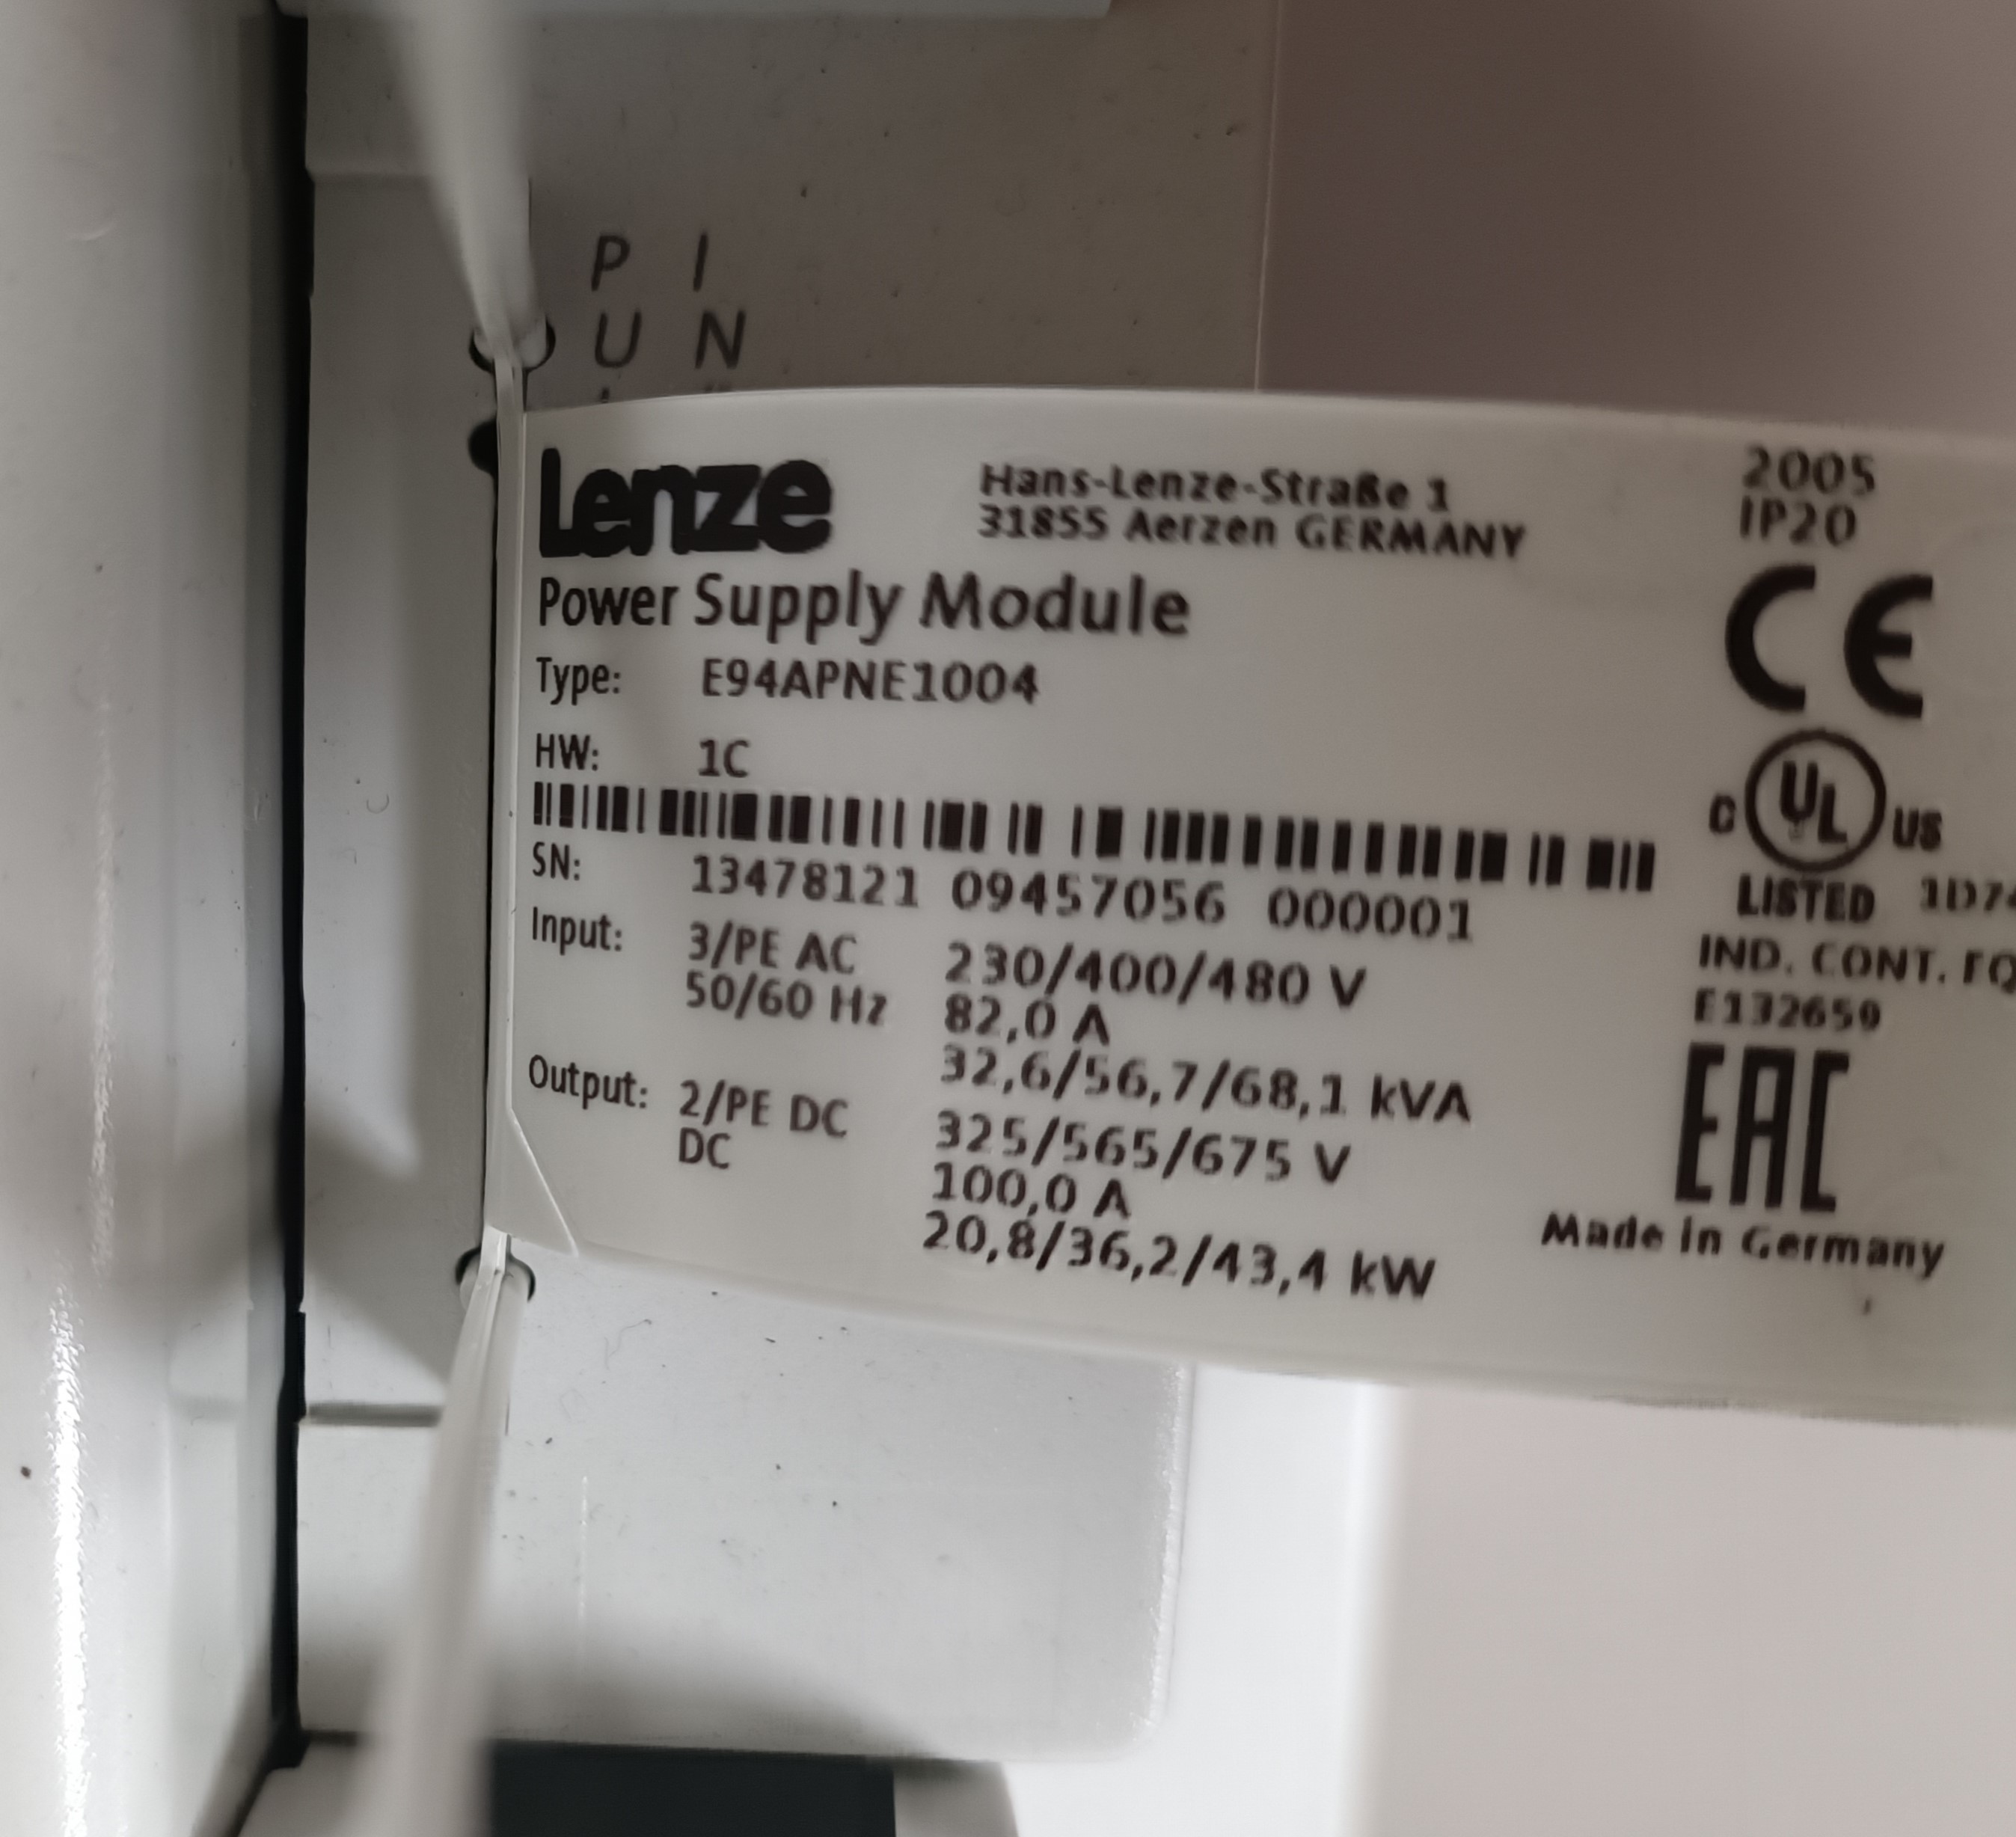 P I
U N
Lenze
Hans-Lenze-Straße 1
31855 Aerzen GERMANY
2005
IP20
Power Supply Module
CE
Type: E94APNE1004
HW: 1C
C UL US
LISTED 1D74
SN: 13478121 09457056 000001
IND. CONT. EQ
E132659
Input: 3/PE AC 230/400/480 V
50/60 Hz 82,0 A
32,6/56,7/68,1 kVA
EAC
Output: 2/PE DC 325/565/675 V
DC 100,0 A
20,8/36,2/43,4 kW
Made in Germany